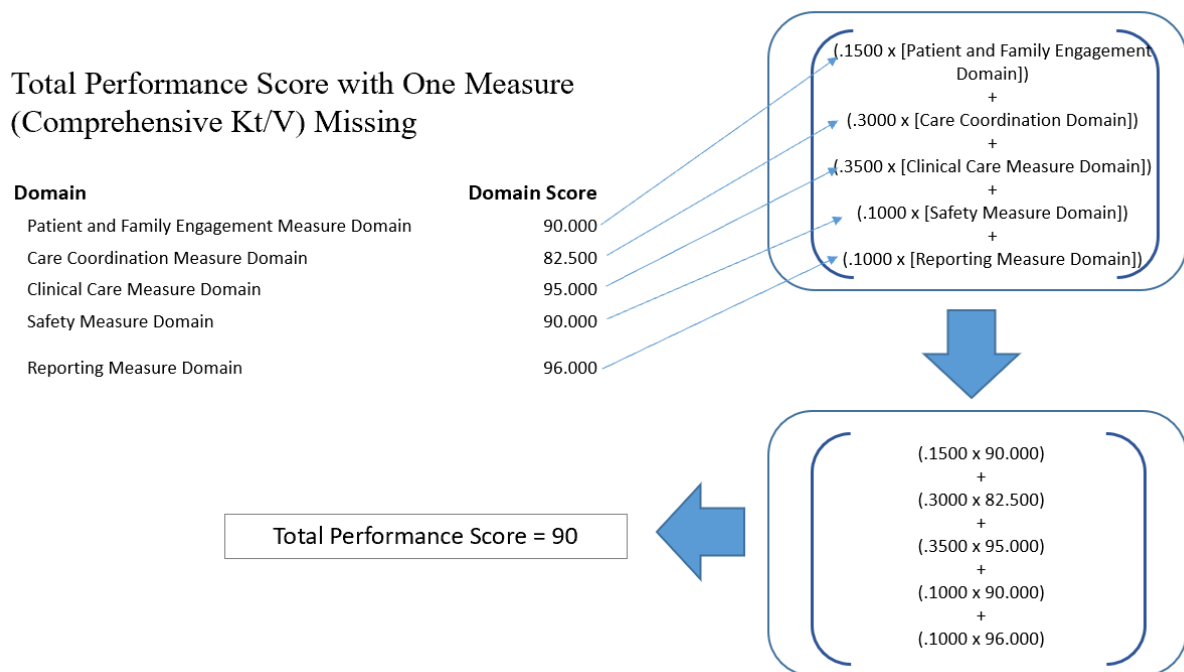 Total Performance Score with One Measure
(Comprehensive Kt/V) Missing
Domain Domain Score
Patient and Family Engagement Measure Domain 90.000
Care Coordination Measure Domain 82.500
Clinical Care Measure Domain 95.000
Safety Measure Domain 90.000
Reporting Measure Domain 96.000
(.1500 x [Patient and Family Engagement
Domain])
+
(.3000 x [Care Coordination Domain])
+
(.3500 x [Clinical Care Measure Domain])
+
(.1000 x [Safety Measure Domain])
+
(.1000 x [Reporting Measure Domain])
(.1500 x 90.000)
+
(.3000 x 82.500)
+
(.3500 x 95.000)
+
(.1000 x 90.000)
+
(.1000 x 96.000)
Total Performance Score = 90